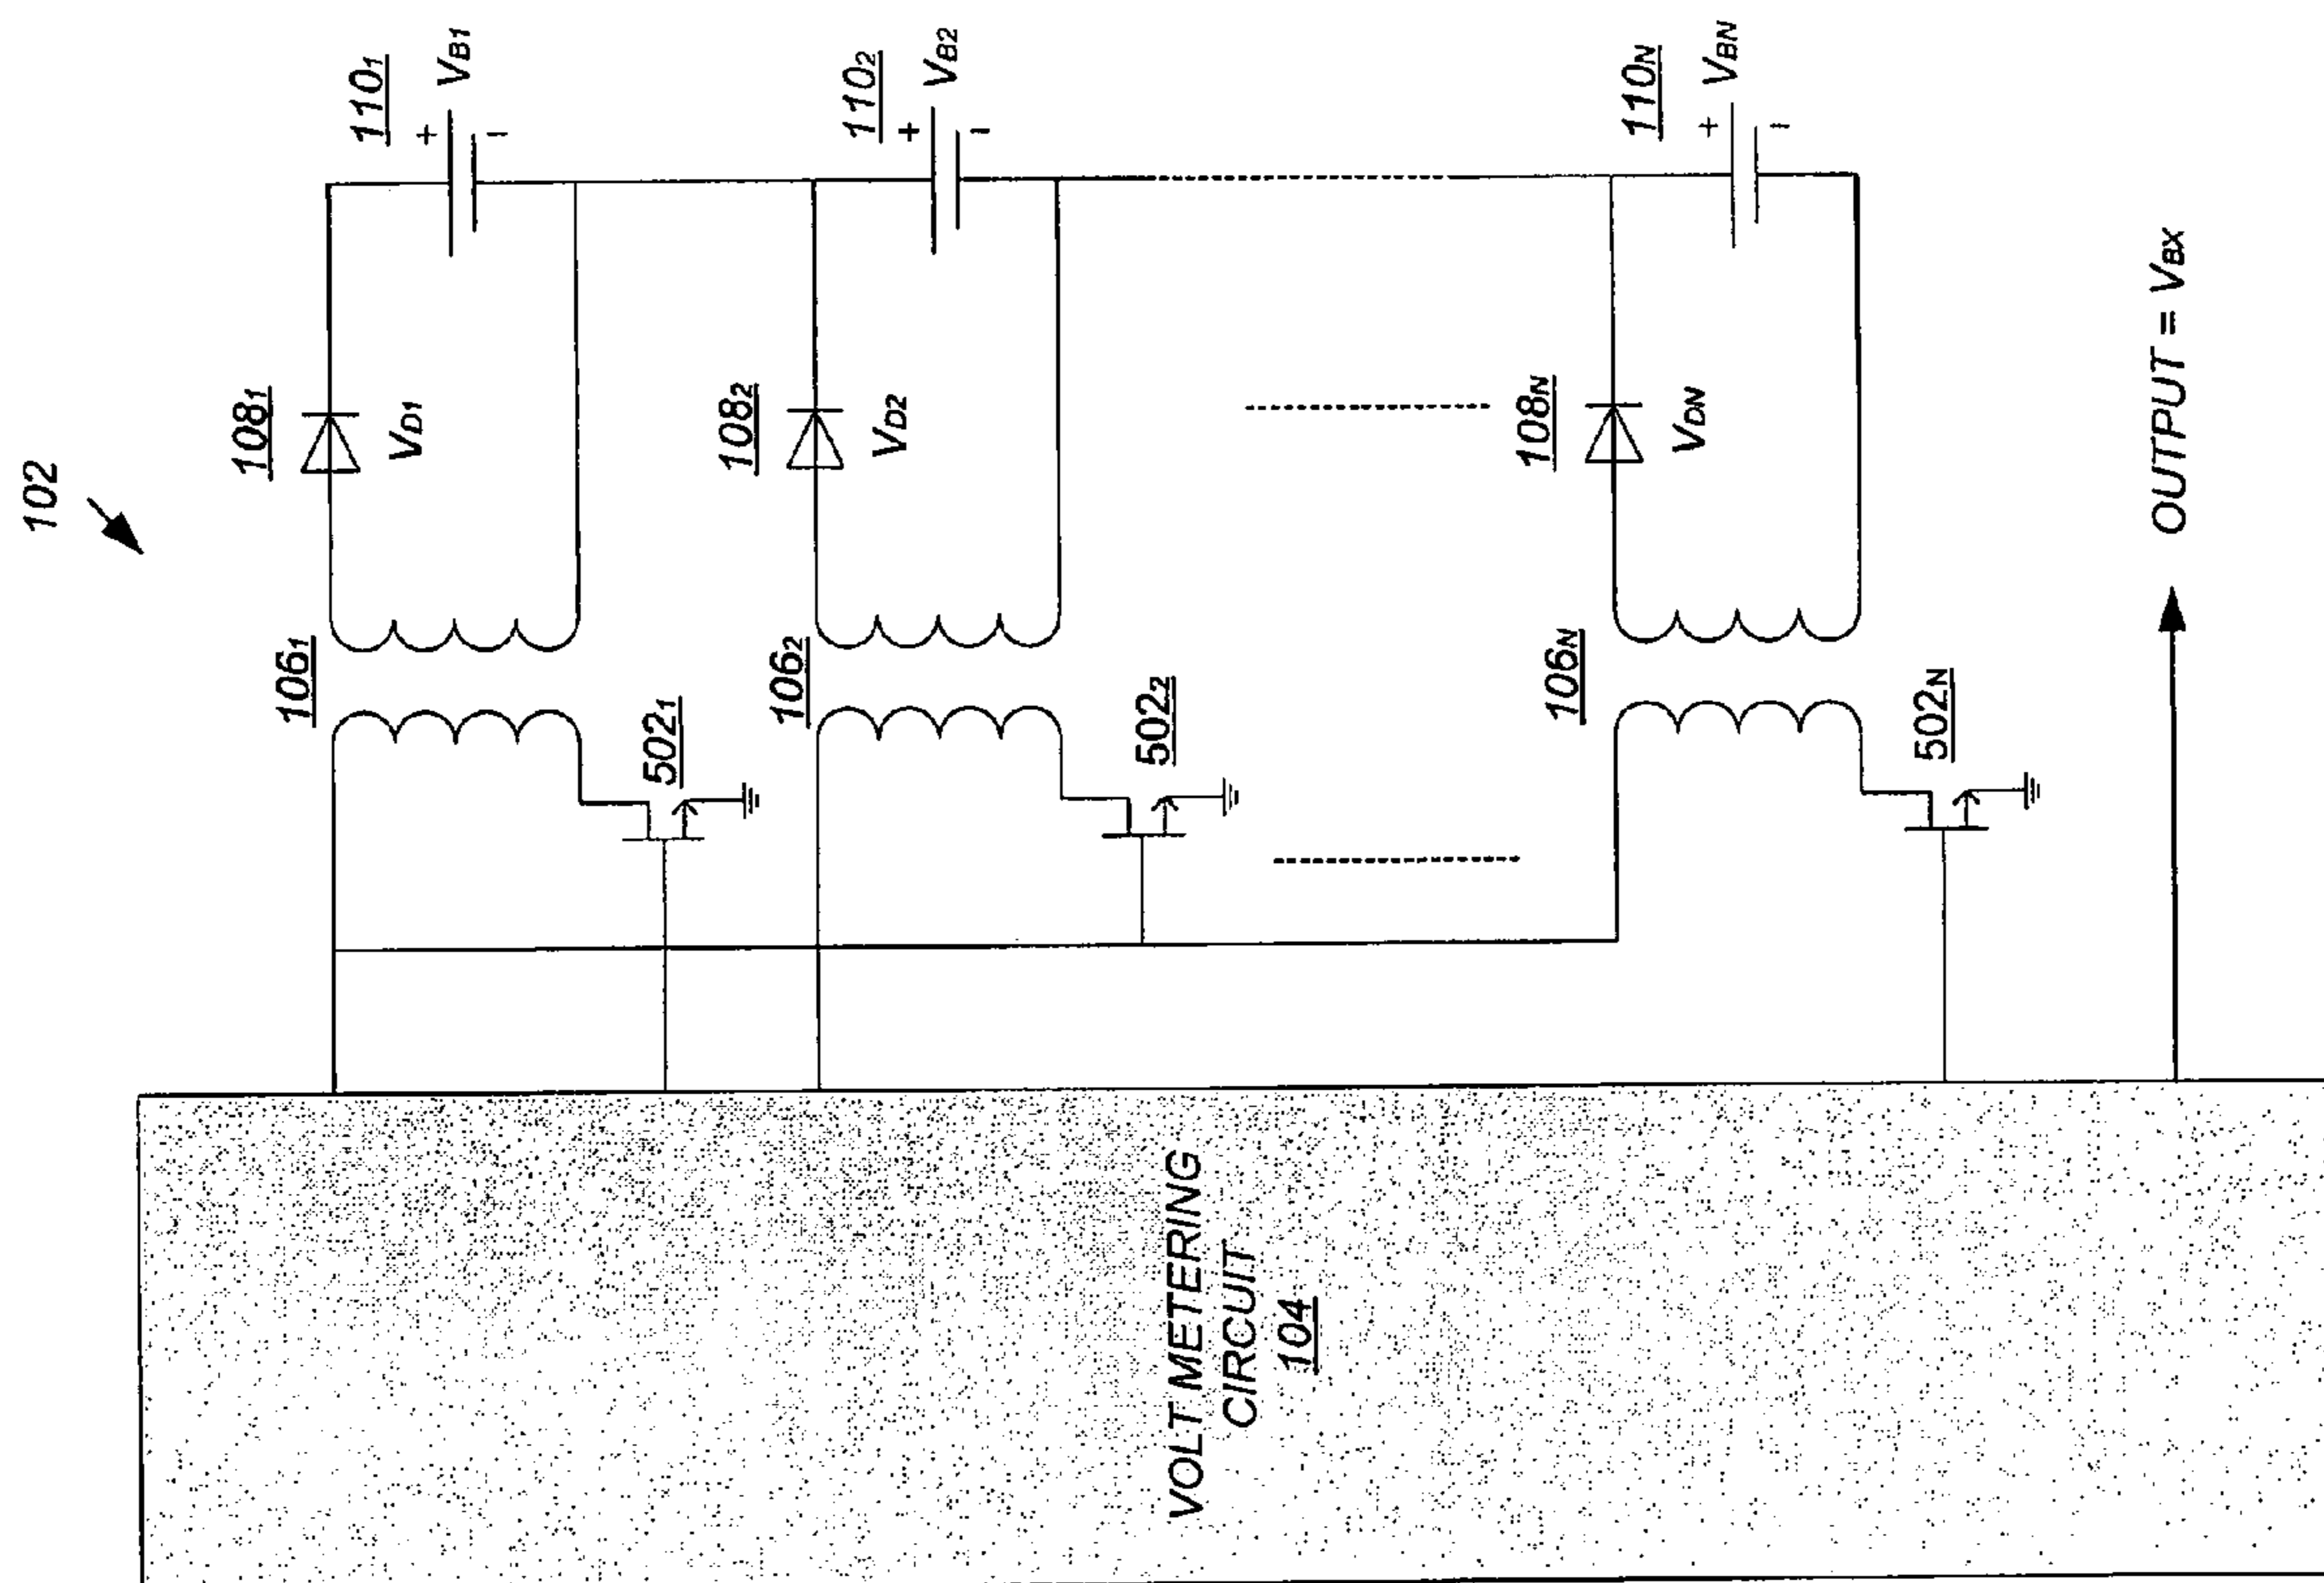 102
110₁
V_B1
+
-
108₁
V_D1
106₁
502₁
110₂
V_B2
+
-
108₂
V_D2
106₂
502₂
110_N
V_BN
+
-
108_N
V_DN
106_N
502_N
OUTPUT = V_BX
VOLT METERING
CIRCUIT
104